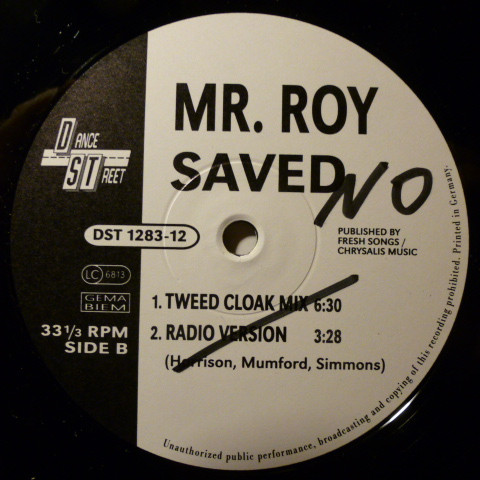 MR. ROY
SAVED
NO
DANCE
STREET
DST 1283-12
PUBLISHED BY
FRESH SONGS /
CHRYSALIS MUSIC
LC 6813
GEMA
BIEM
33 1/3 RPM
SIDE B
1. TWEED CLOAK MIX 6:30
2. RADIO VERSION 3:28
(Harrison, Mumford, Simmons)
Unauthorized public performance, broadcasting and copying of this recording prohibited. Printed in Germany.